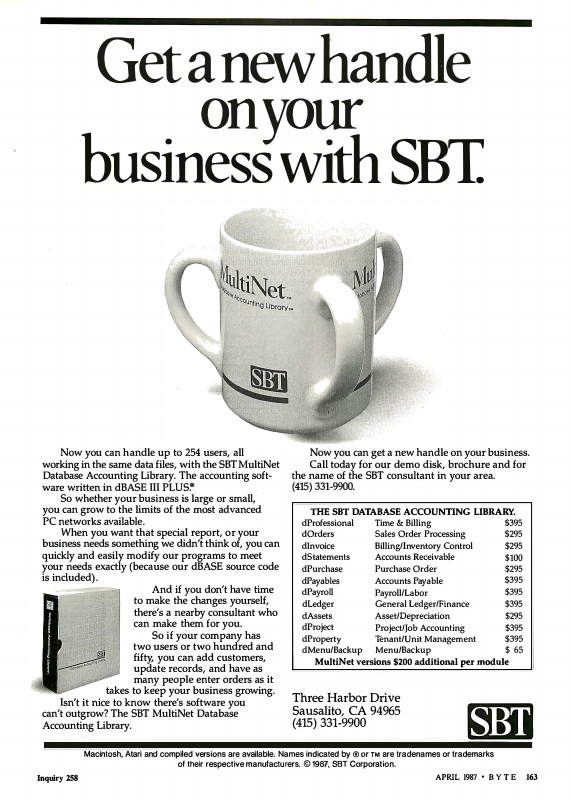 Get a new handle
on your
business with SBT.
MultiNet™
Database Accounting Library™
SBT
Now you can handle up to 254 users, all
working in the same data files, with the SBT MultiNet
Database Accounting Library. The accounting soft-
ware written in dBASE III PLUS.®
So whether your business is large or small,
you can grow to the limits of the most advanced
PC networks available.
When you want that special report, or your
business needs something we didn't think of, you can
quickly and easily modify our programs to meet
your needs exactly (because our dBASE source code
is included).
And if you don't have time
to make the changes yourself,
there's a nearby consultant who
can make them for you.
So if your company has
two users or two hundred and
fifty, you can add customers,
update records, and have as
many people enter orders as it
takes to keep your business growing.
Isn't it nice to know there's software you
can't outgrow? The SBT MultiNet Database
Accounting Library.
Now you can get a new handle on your business.
Call today for our demo disk, brochure and for
the name of the SBT consultant in your area.
(415) 331-9900.
THE SBT DATABASE ACCOUNTING LIBRARY.
dProfessional Time & Billing $395
dOrders Sales Order Processing $295
dInvoice Billing/Inventory Control $295
dStatements Accounts Receivable $100
dPurchase Purchase Order $295
dPayables Accounts Payable $395
dPayroll Payroll/Labor $395
dLedger General Ledger/Finance $395
dAssets Asset/Depreciation $295
dProject Project/Job Accounting $395
dProperty Tenant/Unit Management $395
dMenu/Backup Menu/Backup $ 65
MultiNet versions $200 additional per module
Three Harbor Drive
Sausalito, CA 94965
(415) 331-9900
SBT
Macintosh, Atari and compiled versions are available. Names indicated by ® or ™ are tradenames or trademarks
of their respective manufacturers. © 1987, SBT Corporation.
Inquiry 258
APRIL 1987 • BYTE 163